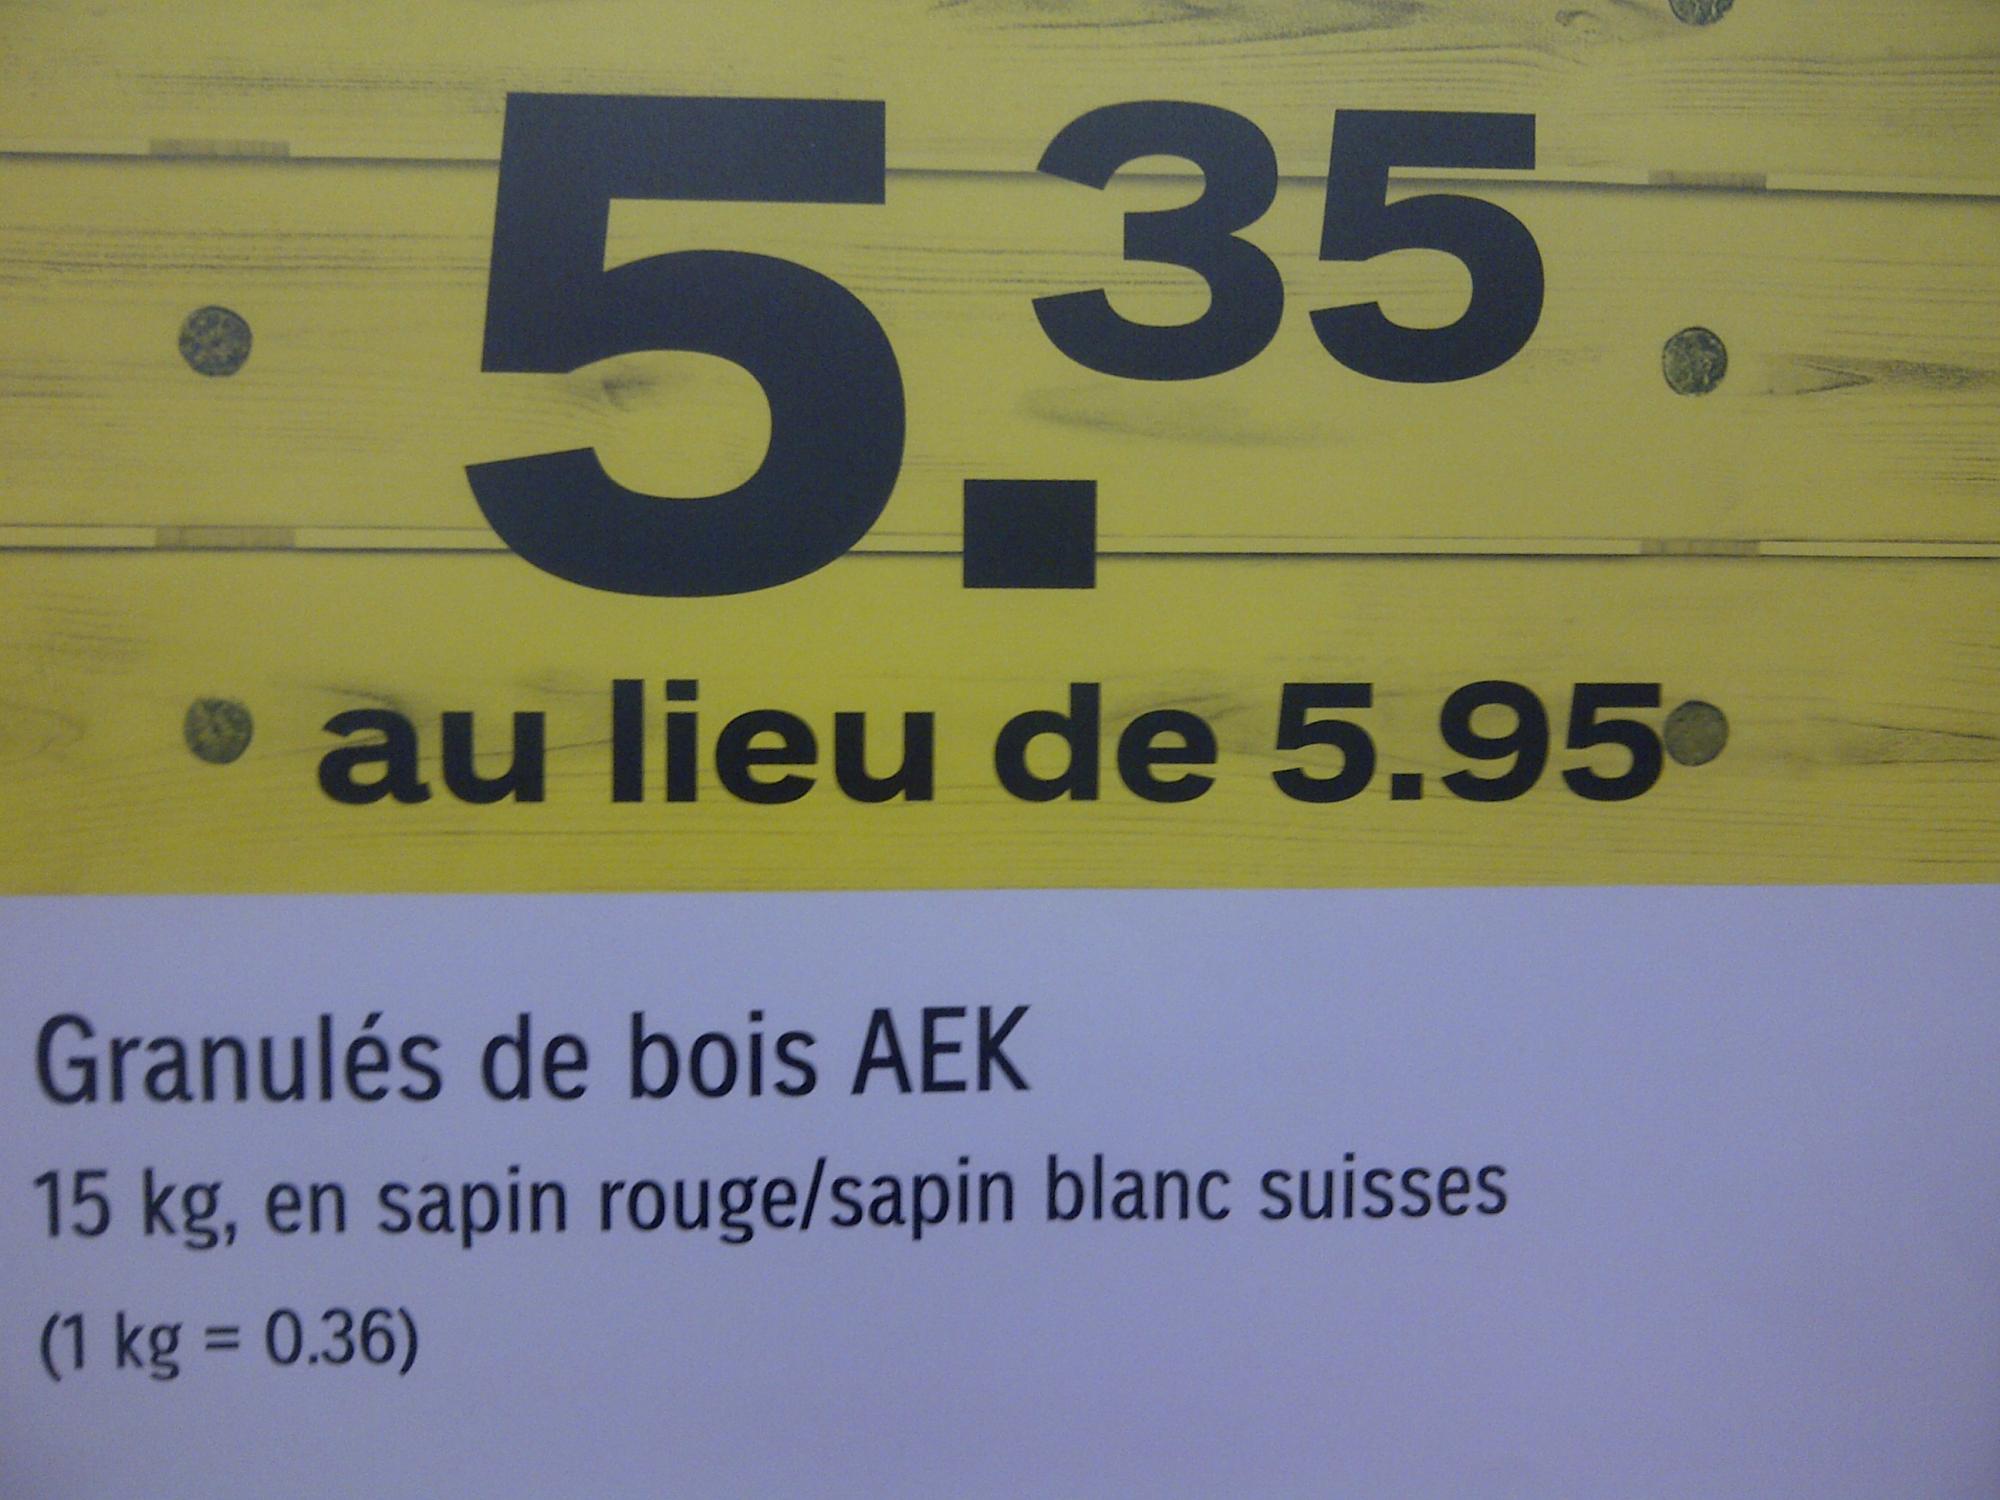 5.35
au lieu de 5.95
Granulés de bois AEK
15 kg, en sapin rouge/sapin blanc suisses
(1 kg = 0.36)